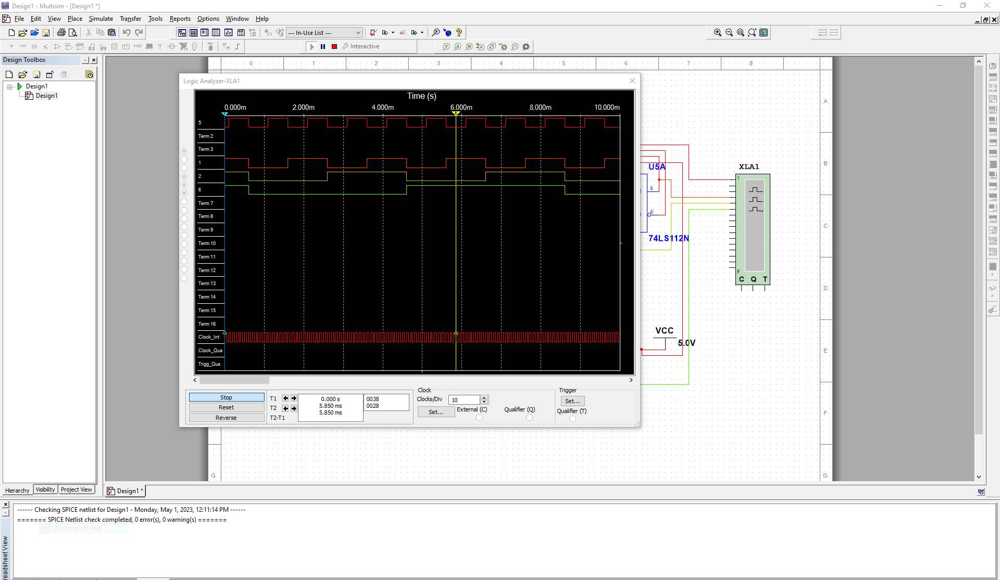 Design1 - Multisim - [Design1 *]
File Edit View Place Simulate Transfer Tools Reports Options Window Help
--- In-Use List ---
Interactive
Design Toolbox
Design1
Design1
0 1 2 3 4 5 6 7 8
Logic Analyzer-XLA1
Time (s)
0.000m 2.000m 4.000m 6.000m 8.000m 10.000m
5
Term 2
Term 3
1
2
6
Term 7
Term 8
Term 9
Term 10
Term 11
Term 12
Term 13
Term 14
Term 15
Term 16
Clock_Int
Clock_Qua
Trigg_Qua
Stop
Reset
Reverse
T1
T2
T2-T1
0.000 s
5.850 ms
5.850 ms
0038
0028
Clock
Clocks/Div 10
Set...
External (C)
Qualifier (Q)
Trigger
Set...
Qualifier (T)
U5A
5
6
74LS112N
XLA1
1
F
C Q T
VCC
5.0V
A
B
C
D
E
F
G
G
Hierarchy Visibility Project View
Design1 *
------ Checking SPICE netlist for Design1 - Monday, May 1, 2023, 12:11:14 PM ------
======= SPICE Netlist check completed, 0 error(s), 0 warning(s) =======
Rectangular Snip
readsheet View